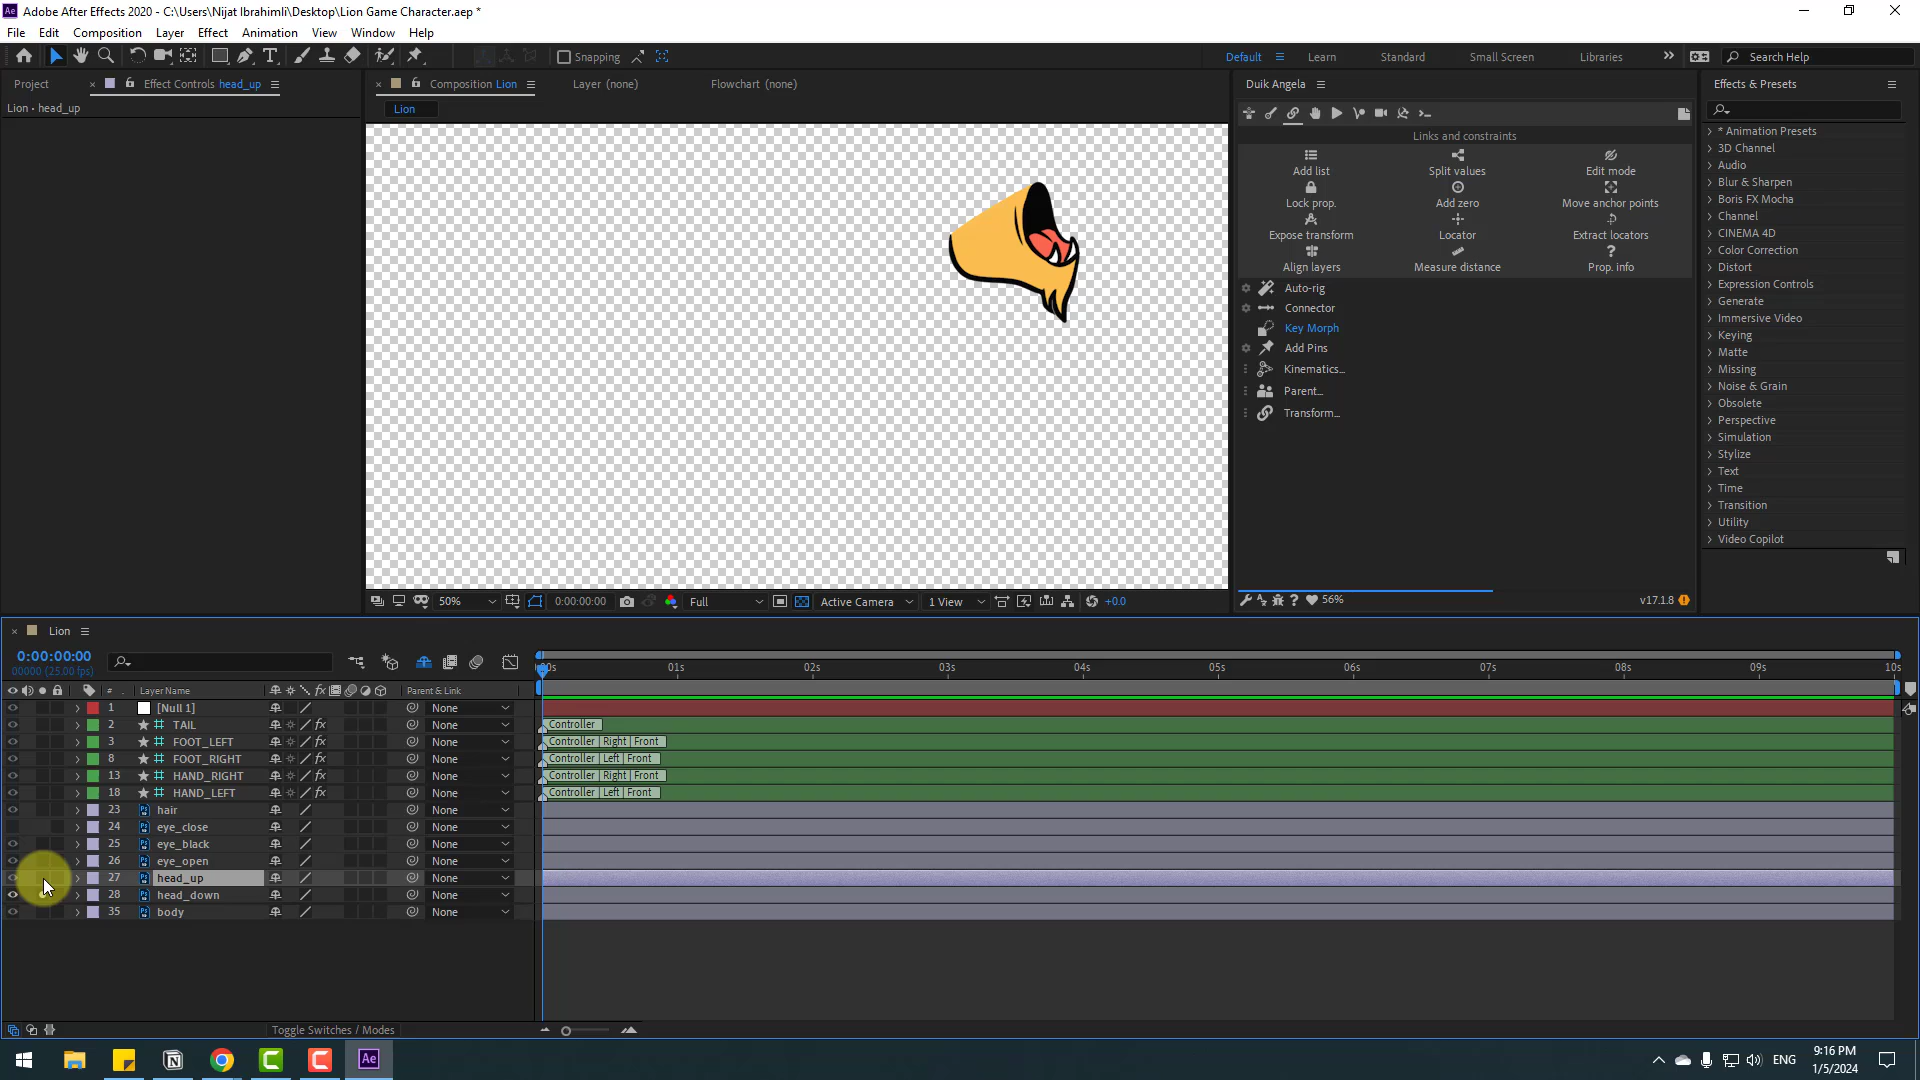 Adobe After Effects 2020 - C:\Users\Nijat Ibrahimli\Desktop\Lion Game Character.aep *
File Edit Composition Layer Effect Animation View Window Help
Snapping
Default Learn Standard Small Screen Libraries Search Help
Project Effect Controls head_up
Lion • head_up
Composition Lion Layer (none) Flowchart (none)
Lion
Duik Angela
Links and constraints
Add list Split values Edit mode
Lock prop. Add zero Move anchor points
Expose transform Locator Extract locators
Align layers Measure distance Prop. info
Auto-rig
Connector
Key Morph
Add Pins
Kinematics...
Parent...
Transform...
56% v17.1.8
Effects & Presets
* Animation Presets
3D Channel
Audio
Blur & Sharpen
Boris FX Mocha
Channel
CINEMA 4D
Color Correction
Distort
Expression Controls
Generate
Immersive Video
Keying
Matte
Missing
Noise & Grain
Obsolete
Perspective
Simulation
Stylize
Text
Time
Transition
Utility
Video Copilot
50% 0:00:00:00 Full Active Camera 1 View +0.0
Lion
0:00:00:00
00000 (25.00 fps)
# Layer Name fx Parent & Link
01s 02s 03s 04s 05s 06s 07s 08s 09s 10s
1 [Null 1] None
2 TAIL fx None Controller
3 FOOT_LEFT fx None Controller | Right | Front
8 FOOT_RIGHT fx None Controller | Left | Front
13 HAND_RIGHT fx None Controller | Right | Front
18 HAND_LEFT fx None Controller | Left | Front
23 hair None
24 eye_close None
25 eye_black None
26 eye_open None
27 head_up None
28 head_down None
35 body None
Toggle Switches / Modes
ENG 9:16 PM
1/5/2024